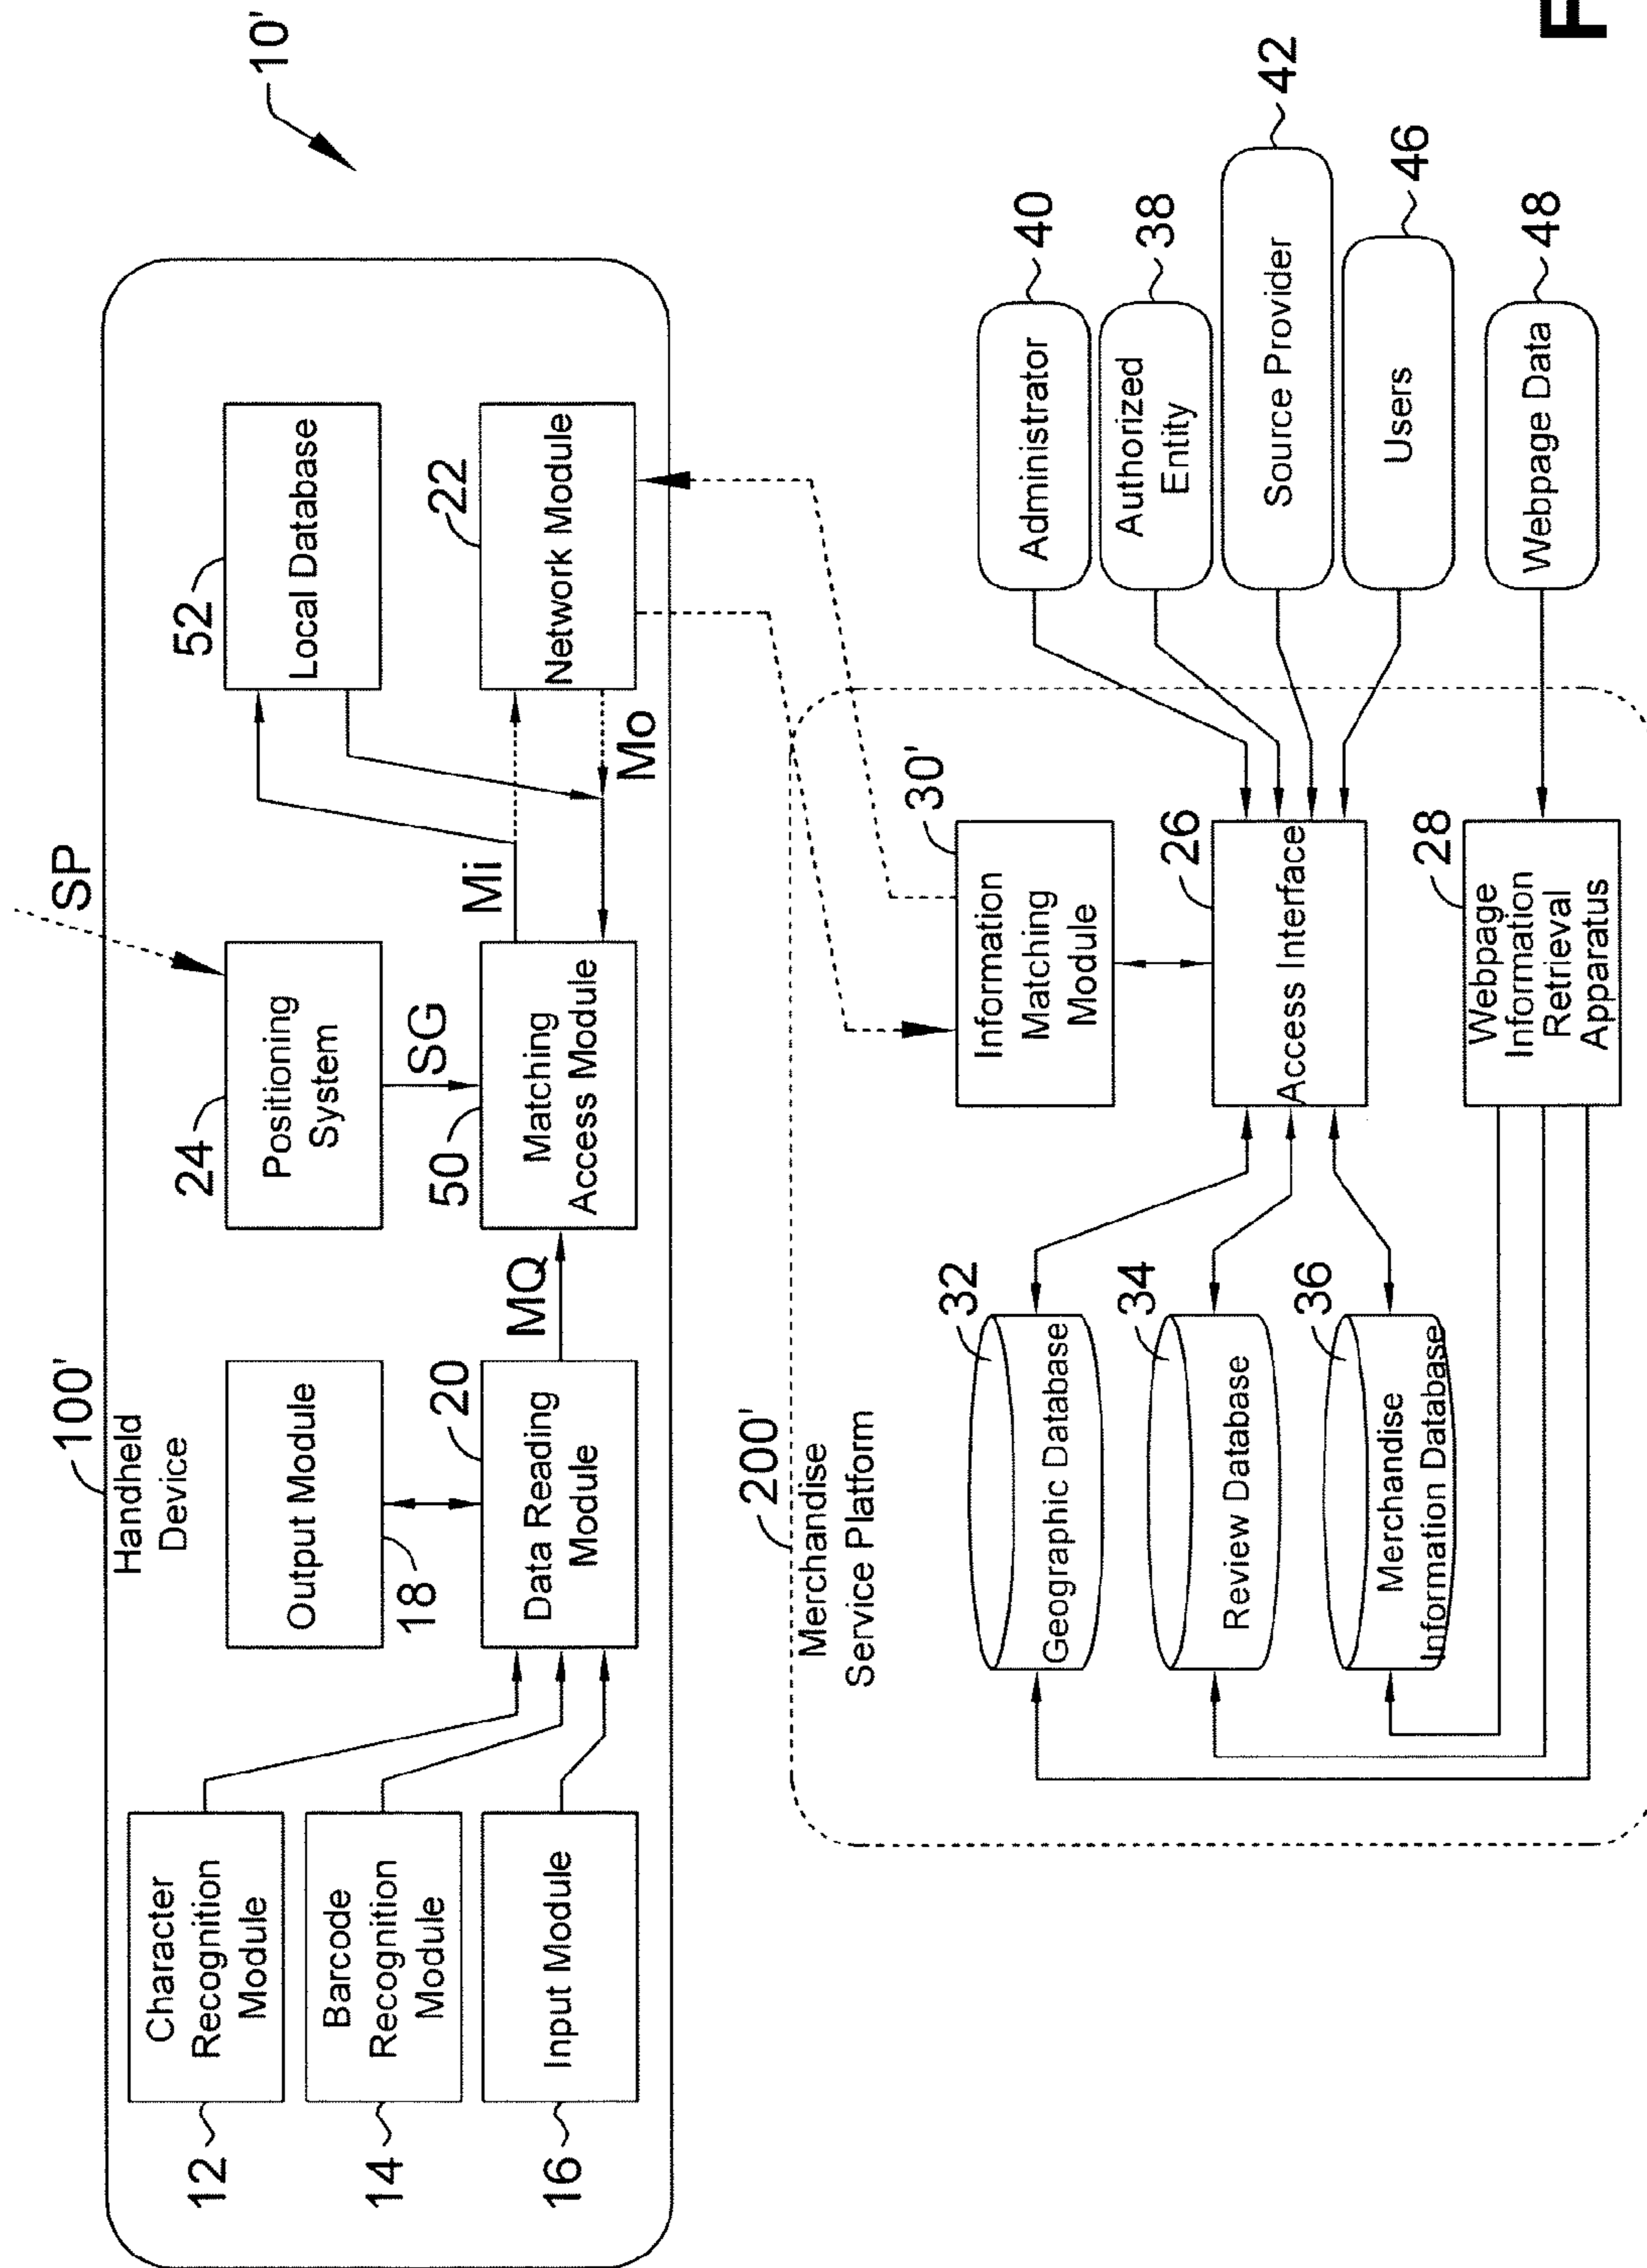 10'
100'
Handheld
Device
12
Character
Recognition
Module
14
Barcode
Recognition
Module
16
Input Module
Output Module
18
20
Data Reading
Module
MQ
24
Positioning
System
SP
SG
50
Matching
Access Module
Mi
Mo
52
Local Database
22
Network Module
200'
Merchandise
Service Platform
32
Geographic Database
34
Review Database
36
Merchandise
Information Database
30'
Information
Matching
Module
26
Access Interface
28
Webpage
Information
Retrieval
Apparatus
Administrator
40
Authorized
Entity
38
Source Provider
42
Users
46
Webpage Data
48
F